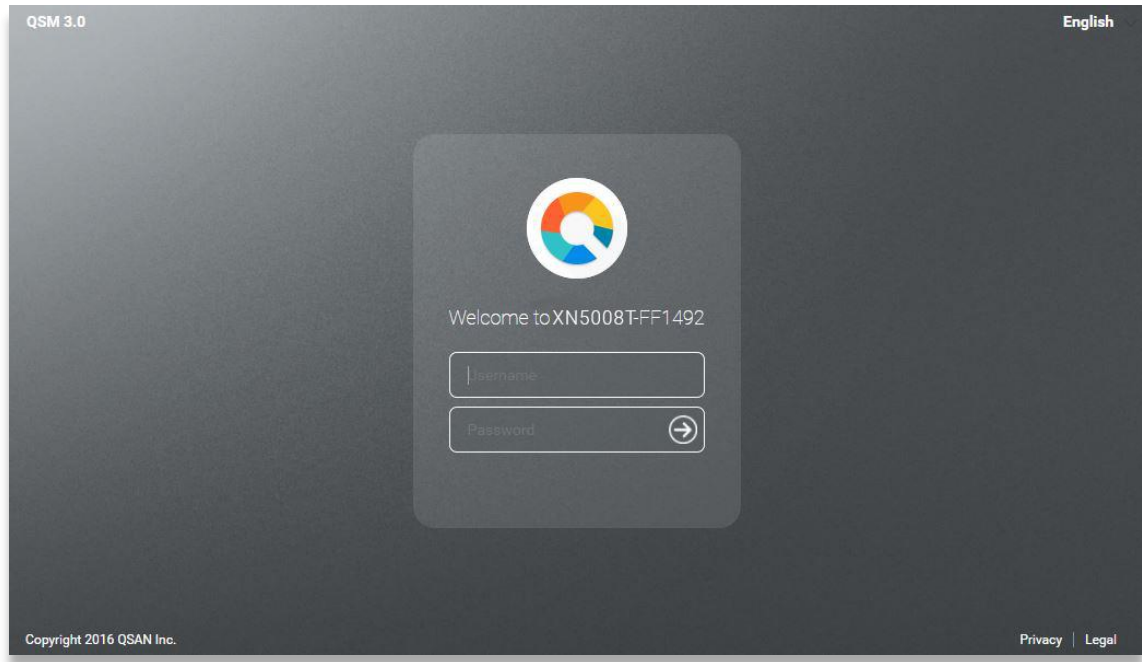 QSM 3.0
English
Welcome to XN5008T-FF1492
Username
Password
Copyright 2016 QSAN Inc.
Privacy | Legal